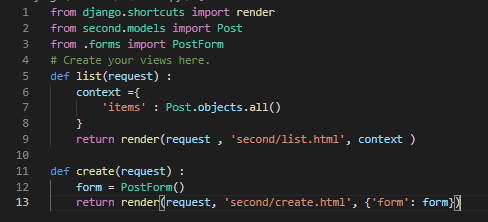 1 from django.shortcuts import render
2 from second.models import Post
3 from .forms import PostForm
4 # Create your views here.
5 def list(request) :
6     context ={
7         'items' : Post.objects.all()
8     }
9     return render(request , 'second/list.html', context )
10
11 def create(request) :
12     form = PostForm()
13     return render(request, 'second/create.html', {'form': form})